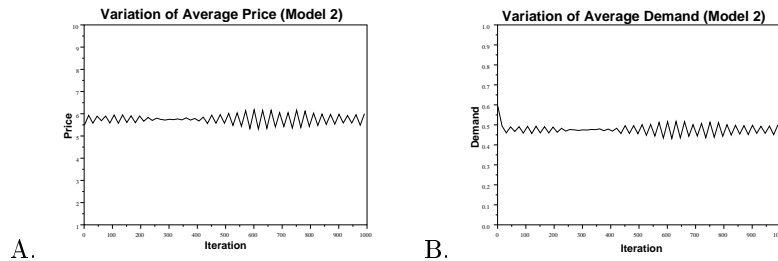 Variation of Average Price (Model 2)
10
9
8
7
6
5
4
3
2
1
Price
0 100 200 300 400 500 600 700 800 900 1000
Iteration
A.
Variation of Average Demand (Model 2)
1.0
0.9
0.8
0.7
0.6
0.5
0.4
0.3
0.2
0.1
0.0
Demand
0 100 200 300 400 500 600 700 800 900
Iteration
B.